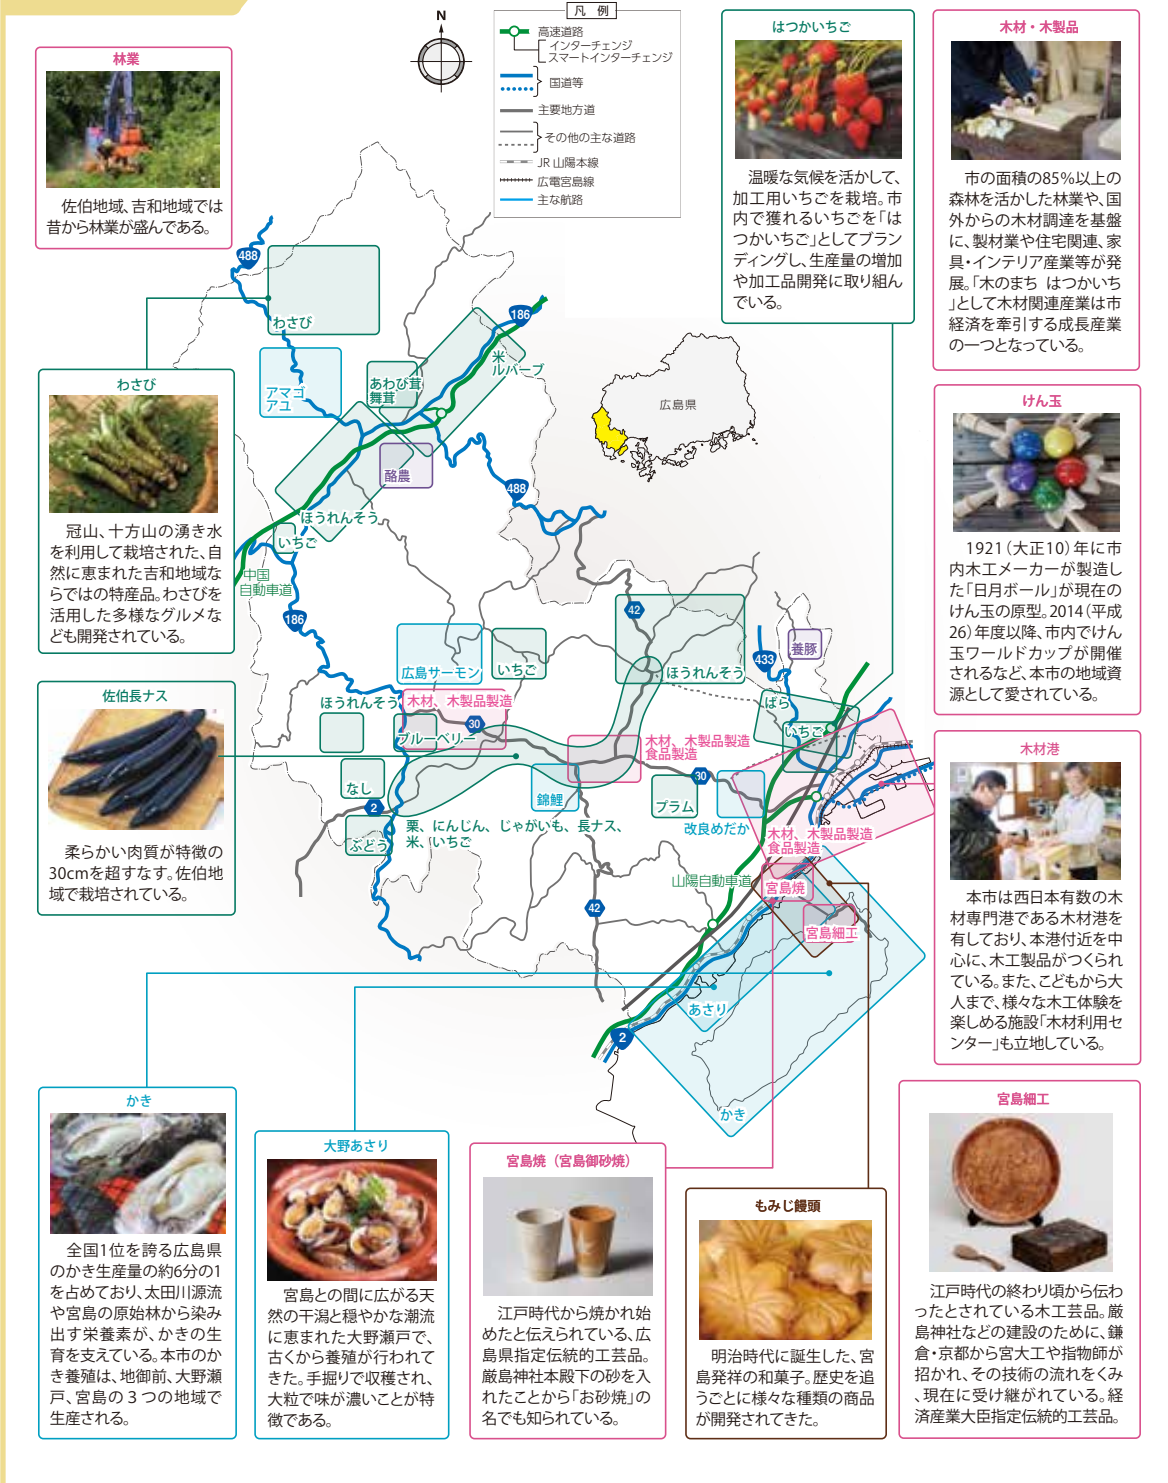 林業
佐伯地域、吉和地域では
昔から林業が盛んである。
N
凡 例
高速道路
インターチェンジ
スマートインターチェンジ
国道等
主要地方道
その他の主な道路
JR 山陽本線
広電宮島線
主な航路
はつかいちご
温暖な気候を活かして、
加工用いちごを栽培。市
内で獲れるいちごを「は
つかいちご」としてブラン
ディングし、生産量の増加
や加工品開発に取り組ん
でいる。
木材・木製品
市の面積の85%以上の
森林を活かした林業や、国
外からの木材調達を基盤
に、製材業や住宅関連、家
具・インテリア産業等が発
展。「木のまち はつかいち
」として木材関連産業は市
経済を牽引する成長産業
の一つとなっている。
わさび
冠山、十方山の湧き水
を利用して栽培された、自
然に恵まれた吉和地域な
らではの特産品。わさびを
活用した多様なグルメな
ども開発されている。
けん玉
1921（大正10）年に市
内木工メーカーが製造し
た「日月ボール」が現在の
けん玉の原型。2014（平成
26）年度以降、市内でけん
玉ワールドカップが開催
されるなど、本市の地域資
源として愛されている。
488
わさび
186
米
ルバーブ
アマゴ
アユ
あわび茸
舞茸
酪農
488
ほうれんそう
いちご
中国
自動車道
186
広島県
42
ほうれんそう
433
養豚
広島サーモン
いちご
ほうれんそう
木材、木製品製造
30
ブルーベリー
ばら
いちご
木材、木製品製造
食品製造
なし
2
ぶどう
錦鯉
プラム
30
改良めだか
栗、にんじん、じゃがいも、長ナス、
米、いちご
木材、木製品製造
食品製造
山陽自動車道
宮島焼
42
宮島細工
あさり
2
かき
佐伯長ナス
柔らかい肉質が特徴の
30cmを超すなす。佐伯地
域で栽培されている。
木材港
本市は西日本有数の木
材専門港である木材港を
有しており、本港付近を中
心に、木工製品がつくられ
ている。また、こどもから大
人まで、様々な木工体験を
楽しめる施設「木材利用セ
ンター」も立地している。
かき
全国1位を誇る広島県
のかき生産量の約6分の1
を占めており、太田川源流
や宮島の原始林から染み
出す栄養素が、かきの生
育を支えている。本市のか
き養殖は、地御前、大野瀬
戸、宮島の３つの地域で
生産される。
大野あさり
宮島との間に広がる天
然の干潟と穏やかな潮流
に恵まれた大野瀬戸で、
古くから養殖が行われて
きた。手掘りで収穫され、
大粒で味が濃いことが特
徴である。
宮島焼（宮島御砂焼）
江戸時代から焼かれ始
めたと伝えられている、広
島県指定伝統的工芸品。
厳島神社本殿下の砂を入
れたことから「お砂焼」の
名でも知られている。
もみじ饅頭
明治時代に誕生した、宮
島発祥の和菓子。歴史を追
うごとに様々な種類の商品
が開発されてきた。
宮島細工
江戸時代の終わり頃から伝わ
ったとされている木工芸品。厳
島神社などの建設のために、鎌
倉・京都から宮大工や指物師が
招かれ、その技術の流れをくみ
、現在に受け継がれている。経
済産業大臣指定伝統的工芸品。